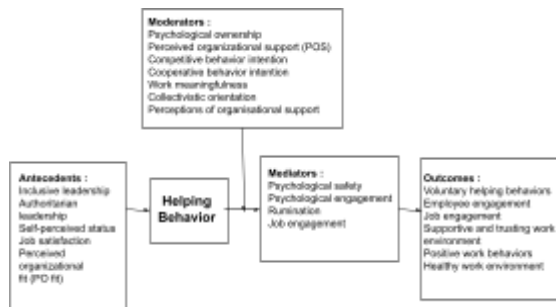 Moderators :
Psychological ownership
Perceived organizational support (POS)
Competitive behavior intention
Cooperative behavior intention
Work meaningfulness
Collectivistic orientation
Perceptions of organisational support
Antecedents :
Inclusive leadership
Authoritarian
leadership
Self-perceived status
Job satisfaction
Perceived
organizational
fit (PO fit)
Helping
Behavior
Mediators :
Psychological safety
Psychological engagement
Rumination
Job engagement
Outcomes :
Voluntary helping behaviors
Employee engagement
Job engagement
Supportive and trusting work
environment
Positive work behaviors
Healthy work environment